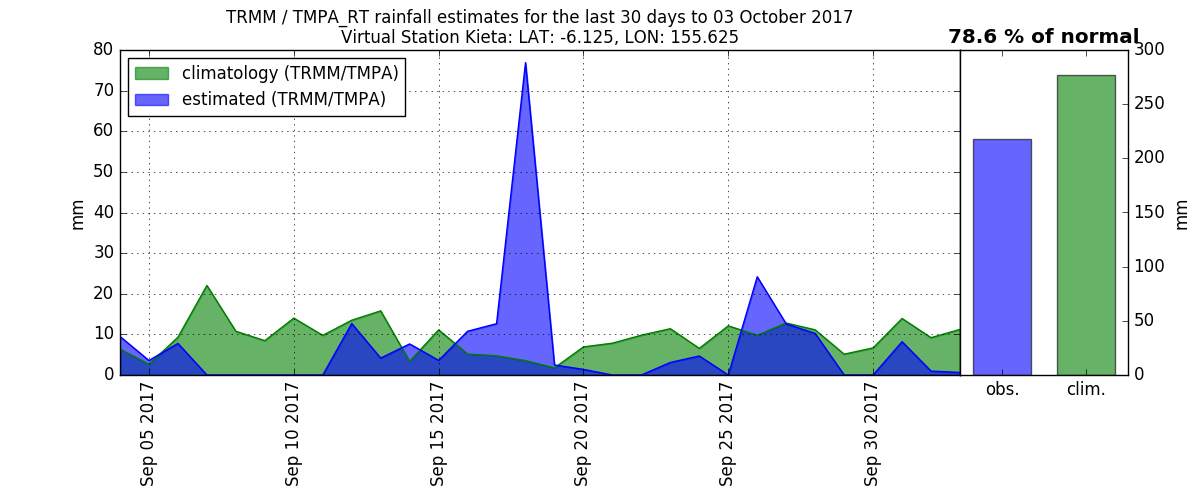 TRMM / TMPA_RT rainfall estimates for the last 30 days to 03 October 2017
Virtual Station Kieta: LAT: -6.125, LON: 155.625
78.6 % of normal
climatology (TRMM/TMPA)
estimated (TRMM/TMPA)
mm
80
70
60
50
40
30
20
10
0
Sep 05 2017
Sep 10 2017
Sep 15 2017
Sep 20 2017
Sep 25 2017
Sep 30 2017
300
250
200
150
100
50
0
mm
obs.
clim.